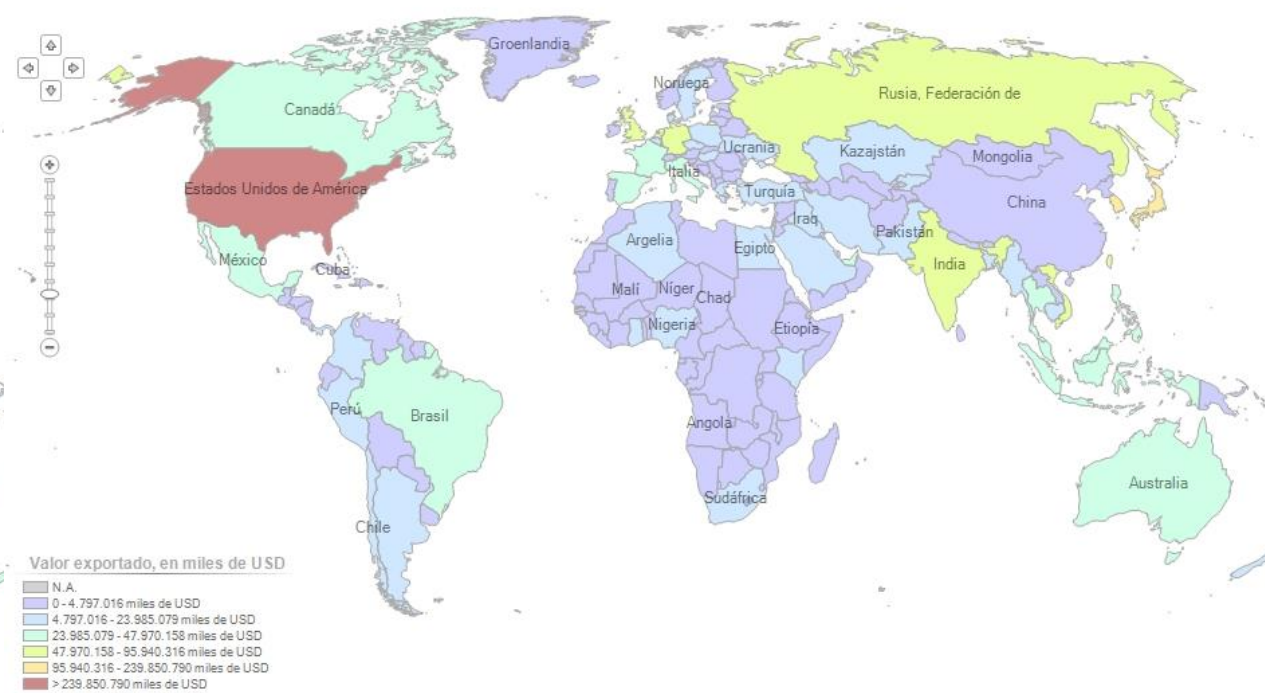 Groenlandia
Noruega
Rusia, Federación de
Canadá
Ucrania
Kazajstán
Mongolia
Italia
Turquía
Estados Unidos de América
China
Iraq
Pakistán
Argelia
Egipto
México
Cuba
India
Malí
Níger
Chad
Nigeria
Etiopía
Perú
Brasil
Angola
Australia
Sudáfrica
Chile
Valor exportado, en miles de USD
N.A.
0 - 4.797.016 miles de USD
4.797.016 - 23.985.079 miles de USD
23.985.079 - 47.970.158 miles de USD
47.970.158 - 95.940.316 miles de USD
95.940.316 - 239.850.790 miles de USD
> 239.850.790 miles de USD